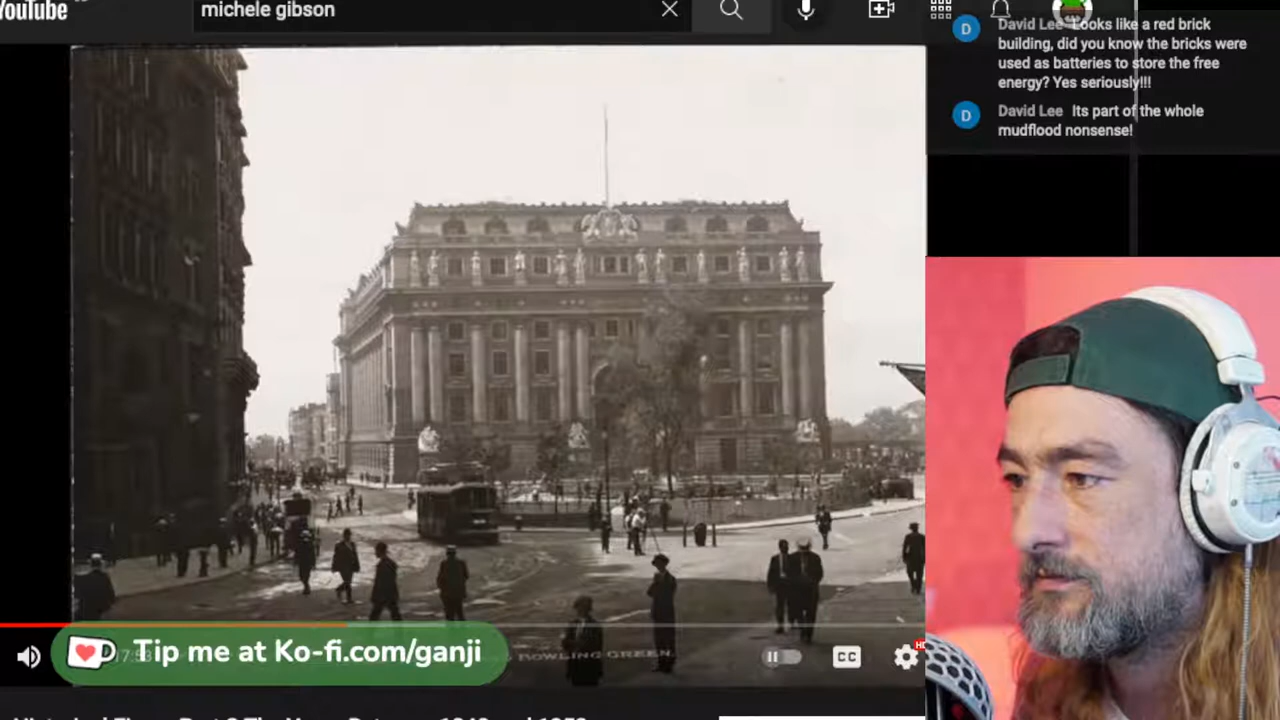 YouTube
michele gibson
David Lee Looks like a red brick
building, did you know the bricks were
used as batteries to store the free
energy? Yes seriously!!!
David Lee Its part of the whole
mudflood nonsense!
Tip me at Ko-fi.com/ganji
BOWLING GREEN.
CC
HD